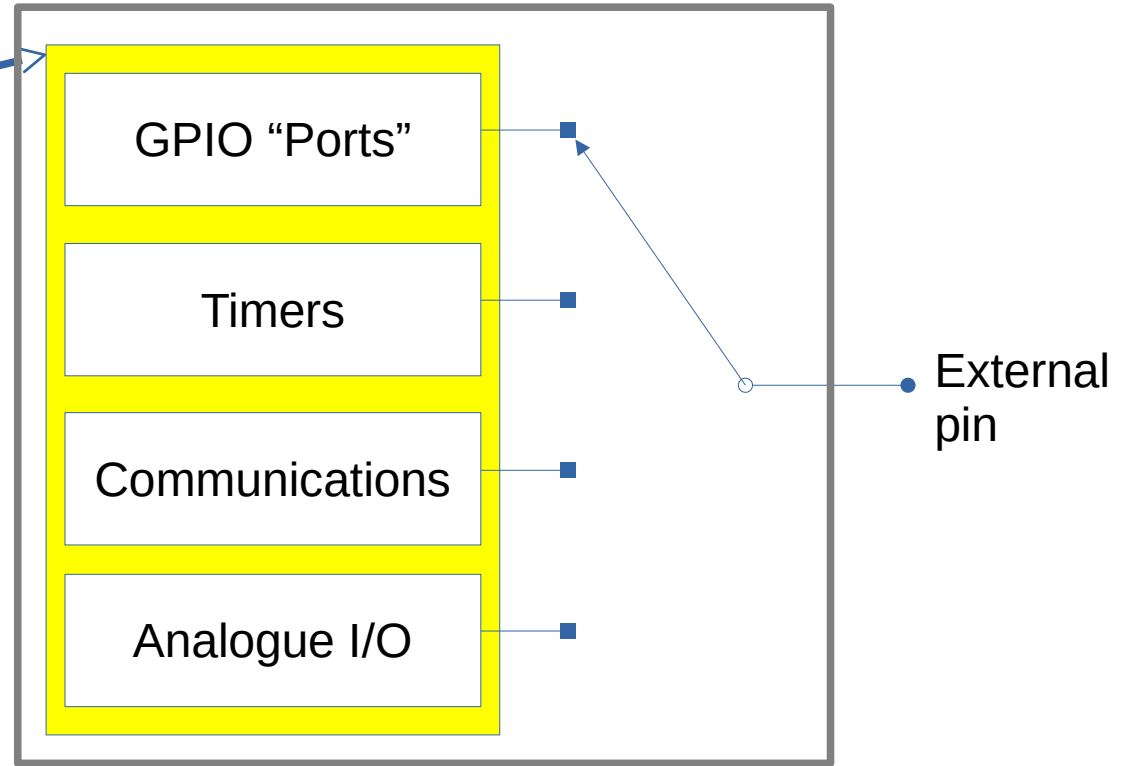 GPIO “Ports”
Timers
Communications
Analogue I/O
External
pin